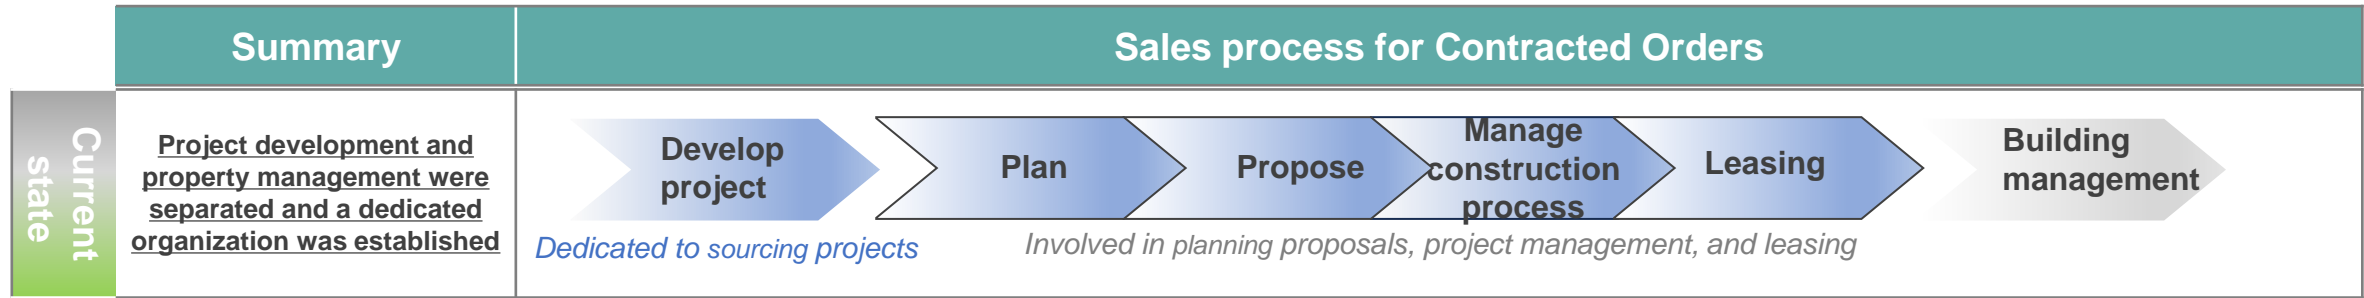 Summary
Sales process for Contracted Orders
Current
state
Project development and
property management were
separated and a dedicated
organization was established
Develop
project
Plan
Propose
Manage
construction
process
Leasing
Building
management
Dedicated to sourcing projects
Involved in planning proposals, project management, and leasing